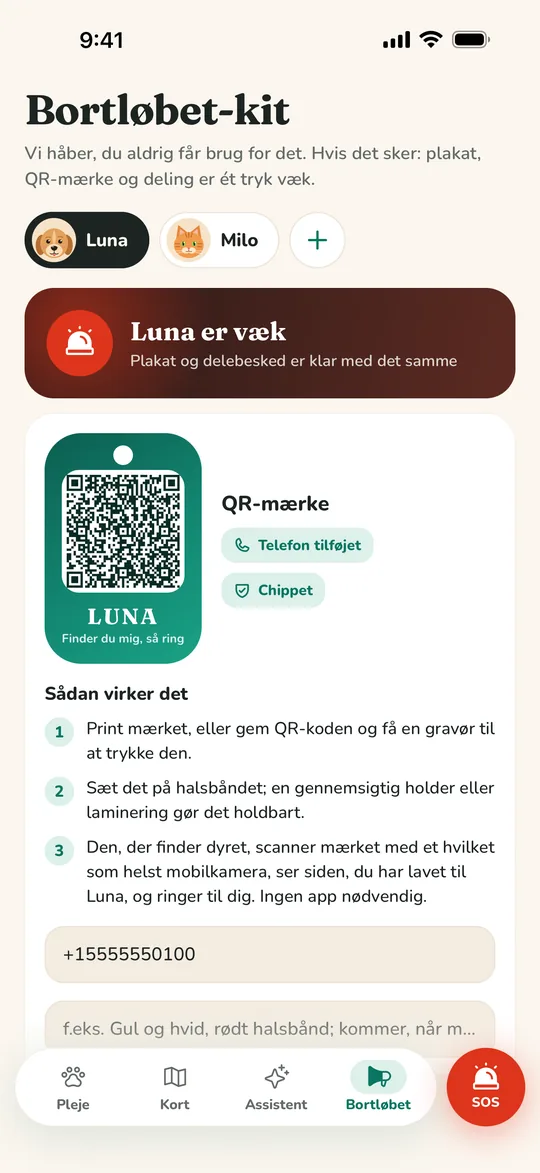 9:41
Bortløbet-kit
Vi håber, du aldrig får brug for det. Hvis det sker: plakat,
QR-mærke og deling er ét tryk væk.
Luna
Milo
Luna er væk
Plakat og delebesked er klar med det samme
QR-mærke
Telefon tilføjet
Chippet
LUNA
Finder du mig, så ring
Sådan virker det
1 Print mærket, eller gem QR-koden og få en gravør til
at trykke den.
2 Sæt det på halsbåndet; en gennemsigtig holder eller
laminering gør det holdbart.
3 Den, der finder dyret, scanner mærket med et hvilket
som helst mobilkamera, ser siden, du har lavet til
Luna, og ringer til dig. Ingen app nødvendig.
+15555550100
f.eks. Gul og hvid, rødt halsbånd; kommer, når m...
Pleje
Kort
Assistent
Bortløbet
SOS